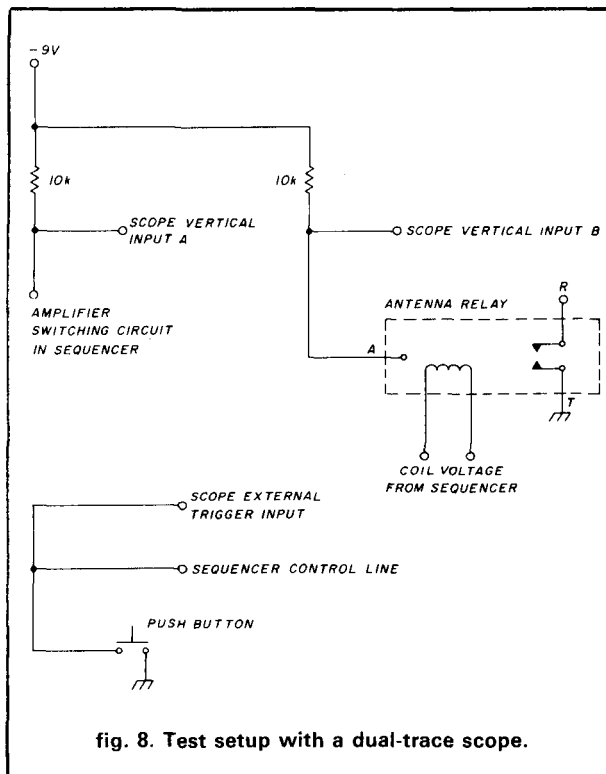 - 9V
10k
10k
SCOPE VERTICAL
INPUT A
SCOPE VERTICAL INPUT B
AMPLIFIER
SWITCHING CIRCUIT
IN SEQUENCER
ANTENNA RELAY
R
A
T
COIL VOLTAGE
FROM SEQUENCER
SCOPE EXTERNAL
TRIGGER INPUT
SEQUENCER CONTROL LINE
PUSH BUTTON
fig. 8. Test setup with a dual-trace scope.